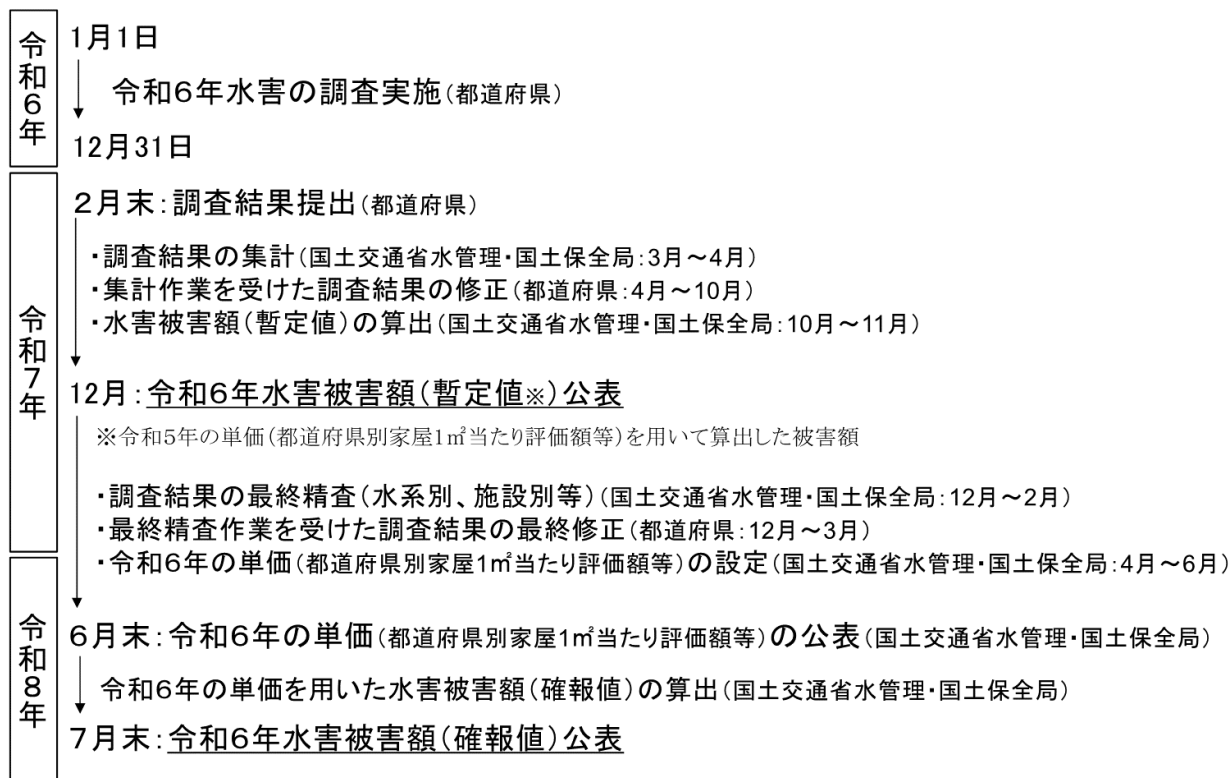 令和6年
1月1日
令和6年水害の調査実施(都道府県)
12月31日
令和7年
2月末:調査結果提出(都道府県)
・調査結果の集計(国土交通省水管理・国土保全局:3月～4月)
・集計作業を受けた調査結果の修正(都道府県:4月～10月)
・水害被害額(暫定値)の算出(国土交通省水管理・国土保全局:10月～11月)
12月:令和6年水害被害額(暫定値※)公表
※令和5年の単価(都道府県別家屋1㎡当たり評価額等)を用いて算出した被害額
・調査結果の最終精査(水系別、施設別等)(国土交通省水管理・国土保全局:12月～2月)
・最終精査作業を受けた調査結果の最終修正(都道府県:12月～3月)
・令和6年の単価(都道府県別家屋1㎡当たり評価額等)の設定(国土交通省水管理・国土保全局:4月～6月)
令和8年
6月末:令和6年の単価(都道府県別家屋1㎡当たり評価額等)の公表(国土交通省水管理・国土保全局)
令和6年の単価を用いた水害被害額(確報値)の算出(国土交通省水管理・国土保全局)
7月末:令和6年水害被害額(確報値)公表